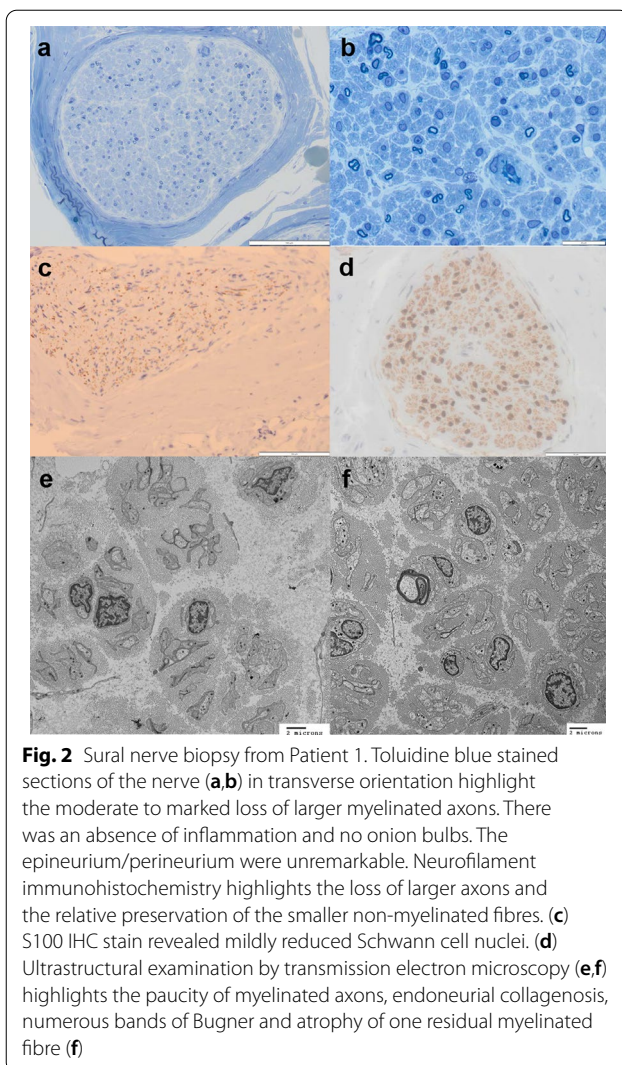 a
b
c
d
e
f
2 microns
2 microns
Fig. 2 Sural nerve biopsy from Patient 1. Toluidine blue stained
sections of the nerve (a,b) in transverse orientation highlight
the moderate to marked loss of larger myelinated axons. There
was an absence of inflammation and no onion bulbs. The
epineurium/perineurium were unremarkable. Neurofilament
immunohistochemistry highlights the loss of larger axons and
the relative preservation of the smaller non-myelinated fibres. (c)
S100 IHC stain revealed mildly reduced Schwann cell nuclei. (d)
Ultrastructural examination by transmission electron microscopy (e,f)
highlights the paucity of myelinated axons, endoneurial collagenosis,
numerous bands of Bugner and atrophy of one residual myelinated
fibre (f)